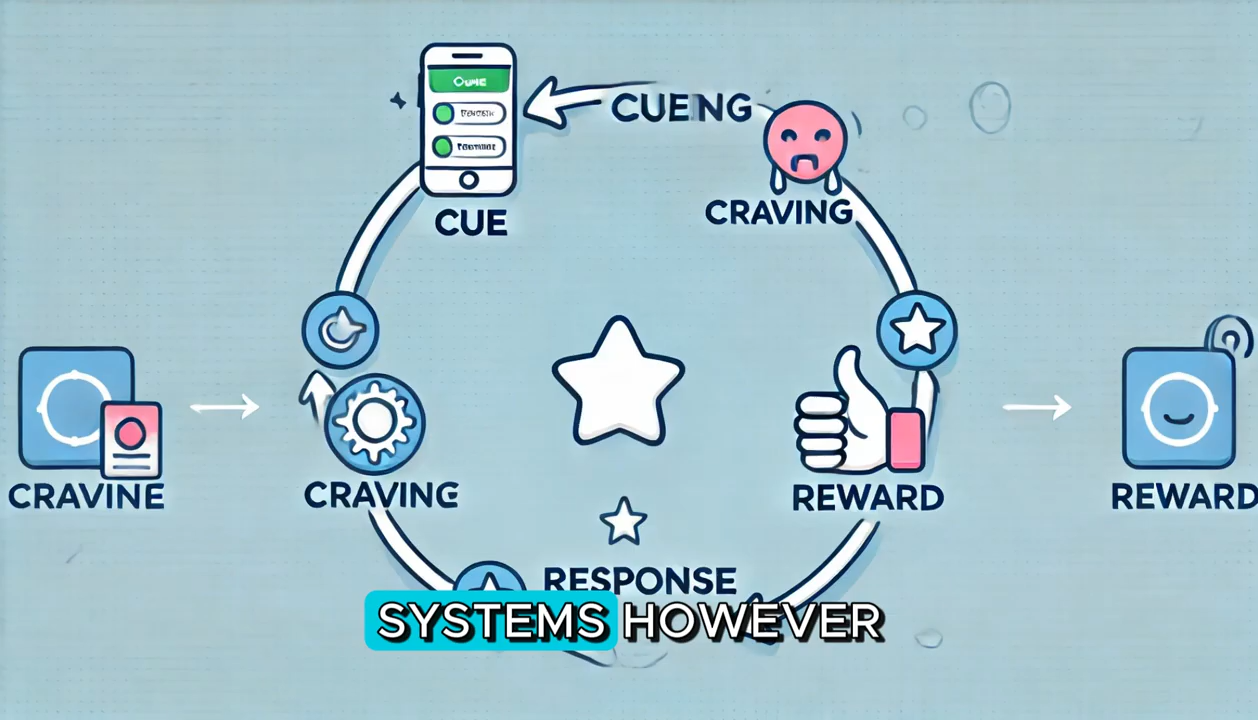 CUEING
CUE
CRAVING
CRAVINE
CRAVING
REWARD
REWARD
RESPONSE
SYSTEMS HOWEVER